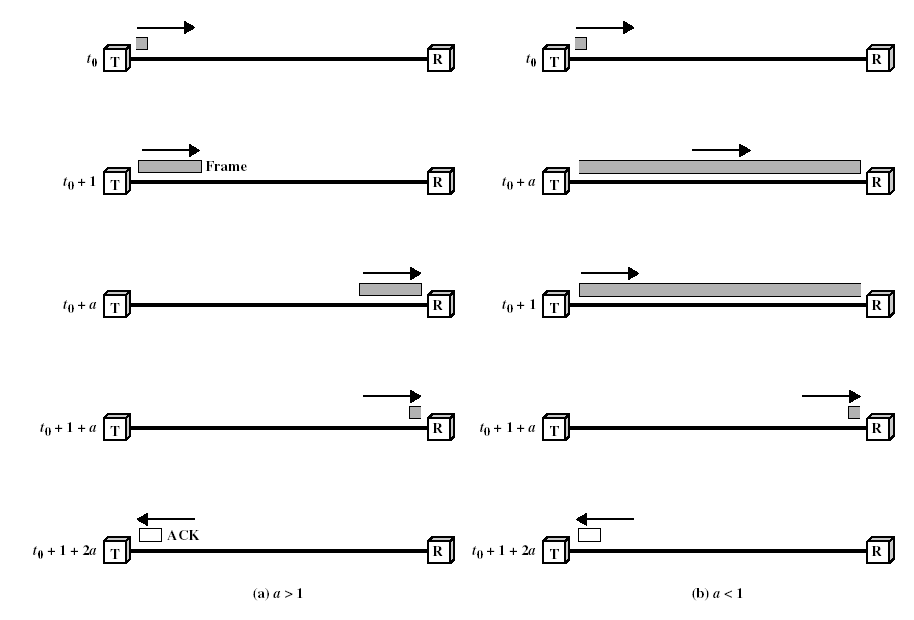 t0 T R t0 T R
t0 + 1 T Frame R t0 + a T R
t0 + a T R t0 + 1 T R
t0 + 1 + a T R t0 + 1 + a T R
t0 + 1 + 2a T ACK R t0 + 1 + 2a T R
(a) a > 1 (b) a < 1